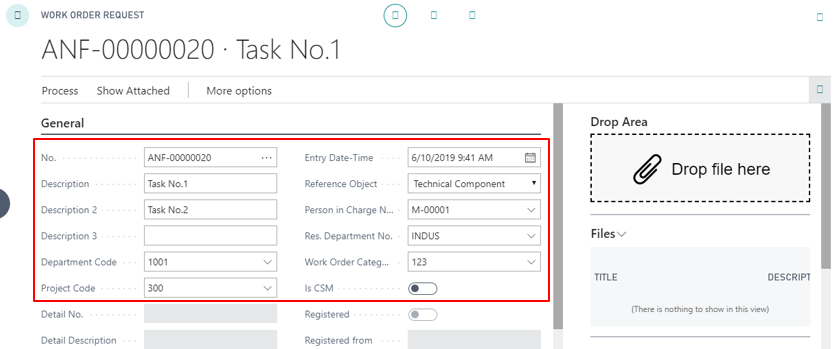 WORK ORDER REQUEST
ANF-00000020 · Task No.1
Process Show Attached More options
General
No. ANF-00000020 ...
Description Task No.1
Description 2 Task No.2
Description 3
Department Code 1001
Project Code 300
Detail No.
Detail Description
Entry Date-Time 6/10/2019 9:41 AM
Reference Object Technical Component
Person in Charge N... M-00001
Res. Department No. INDUS
Work Order Categ... 123
Is CSM
Registered
Registered from
Drop Area
Drop file here
Files
TITLE DESCRIPT
(There is nothing to show in this view)